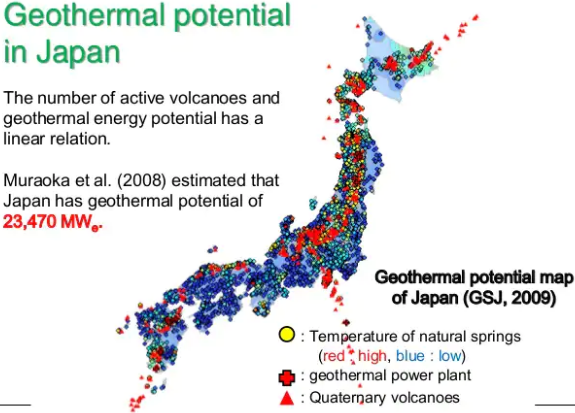 Geothermal potential
in Japan
The number of active volcanoes and
geothermal energy potential has a
linear relation.
Muraoka et al. (2008) estimated that
Japan has geothermal potential of
23,470 MWe.
Geothermal potential map
of Japan (GSJ, 2009)
: Temperature of natural springs
(red : high, blue : low)
: geothermal power plant
: Quaternary volcanoes